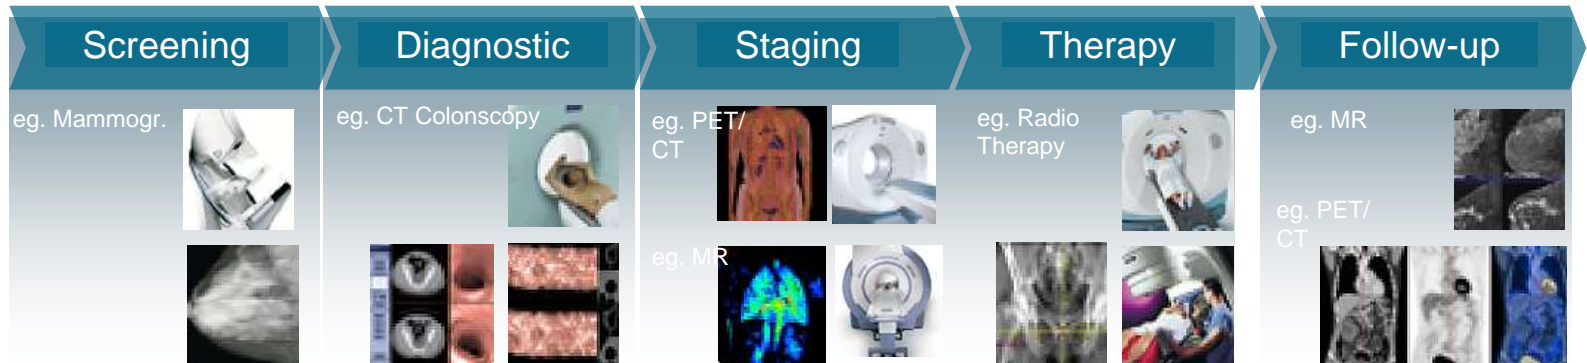 Screening
Diagnostic
Staging
Therapy
Follow-up
eg. Mammogr.
eg. CT Colonscopy
eg. PET/
CT
eg. MR
eg. Radio
Therapy
eg. MR
eg. PET/
CT